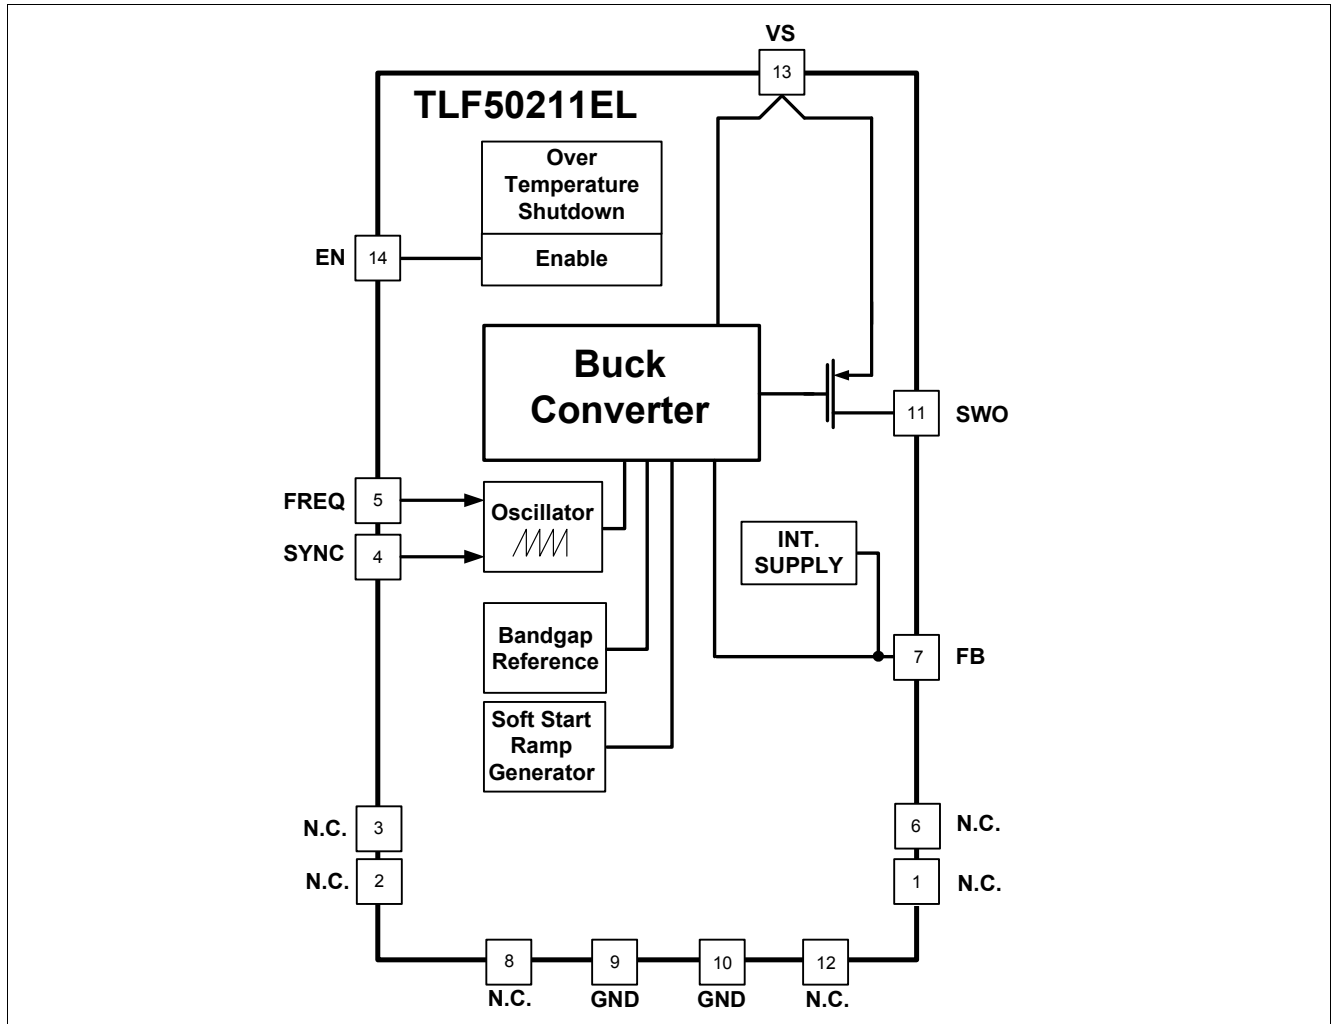 VS
13
TLF50211EL
Over
Temperature
Shutdown
EN
14
Enable
Buck
Converter
11
SWO
FREQ
5
Oscillator
SYNC
4
INT.
SUPPLY
Bandgap
Reference
7
FB
Soft Start
Ramp
Generator
N.C.
3
6
N.C.
N.C.
2
1
N.C.
8
9
10
12
N.C.
GND
GND
N.C.